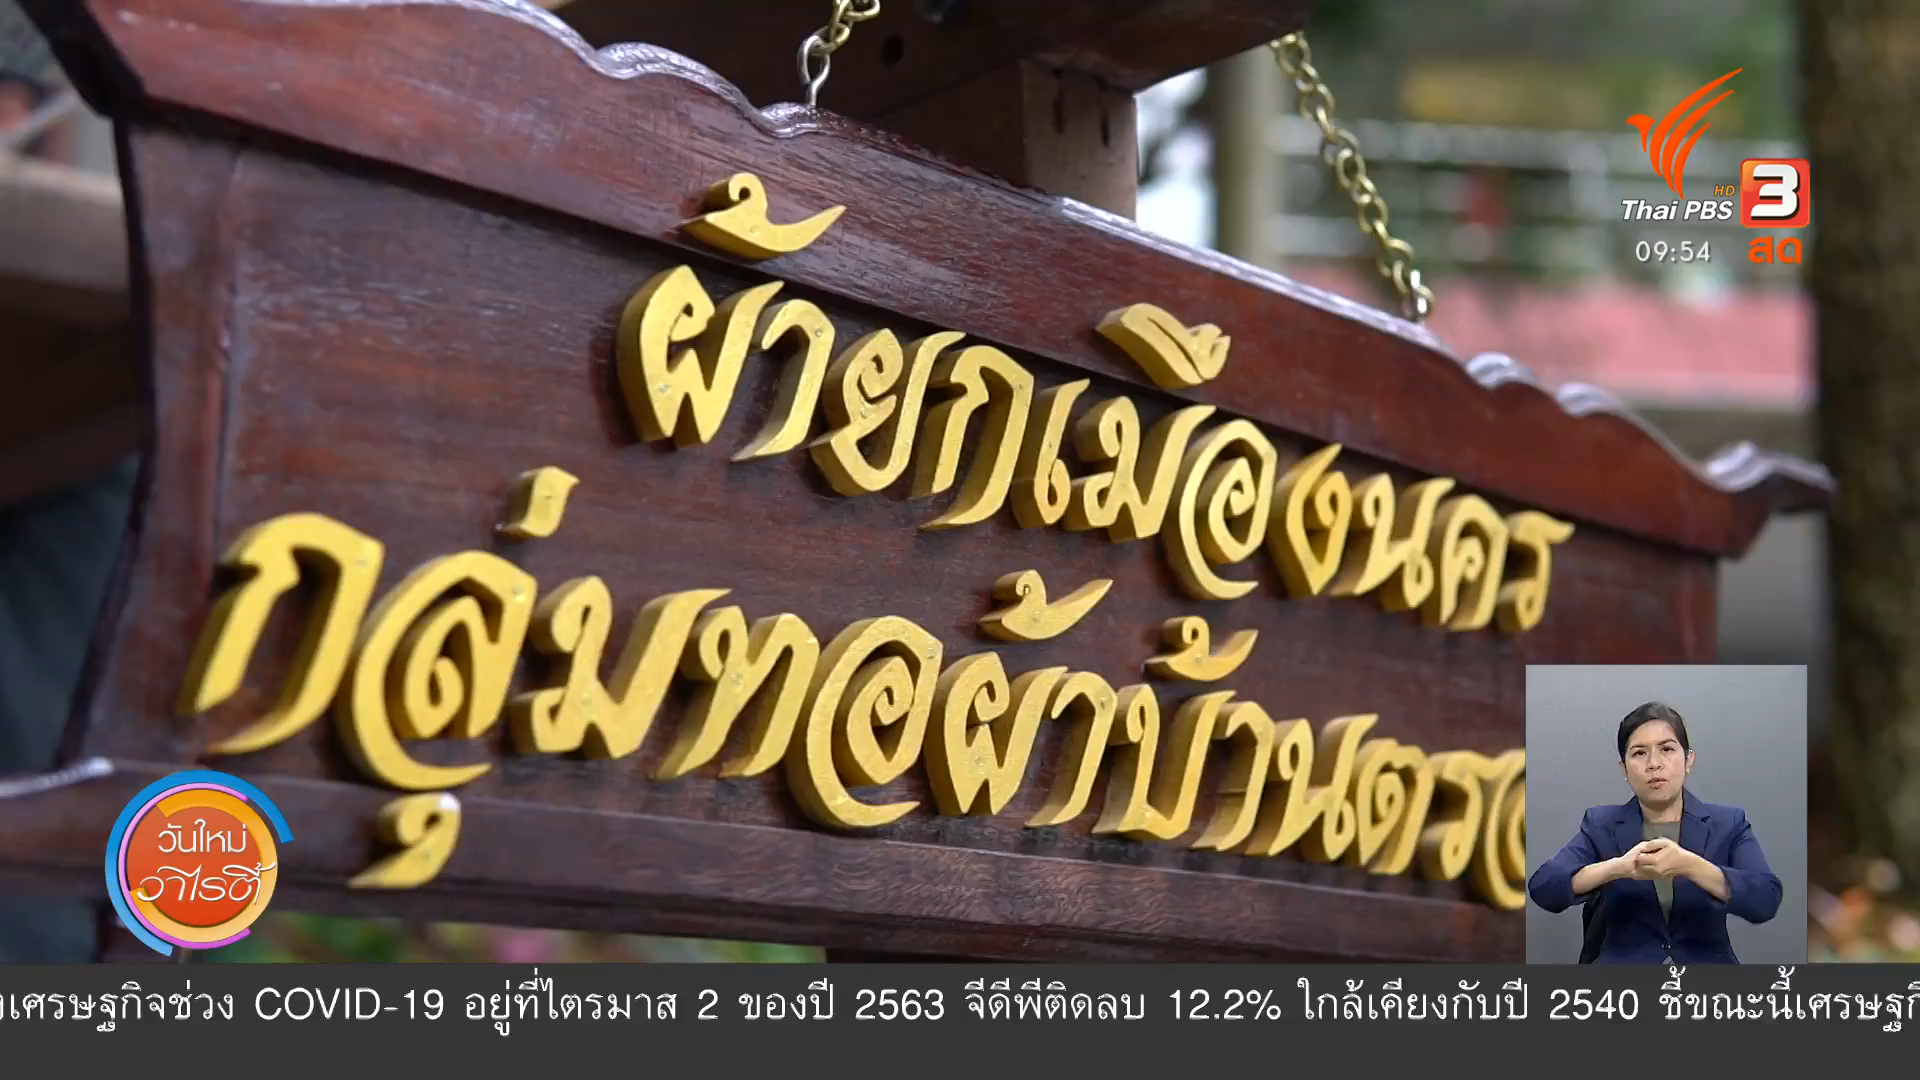 ผ้ายกเมืองนคร
กลุ่มทอผ้าบ้านตร
HD
Thai PBS 3
09:54 สด
วันใหม่
วาไรตี้
เศรษฐกิจช่วง COVID-19 อยู่ที่ไตรมาส 2 ของปี 2563 จีดีพีติดลบ 12.2% ใกล้เคียงกับปี 2540 ชี้ขณะนี้เศรษฐกิ